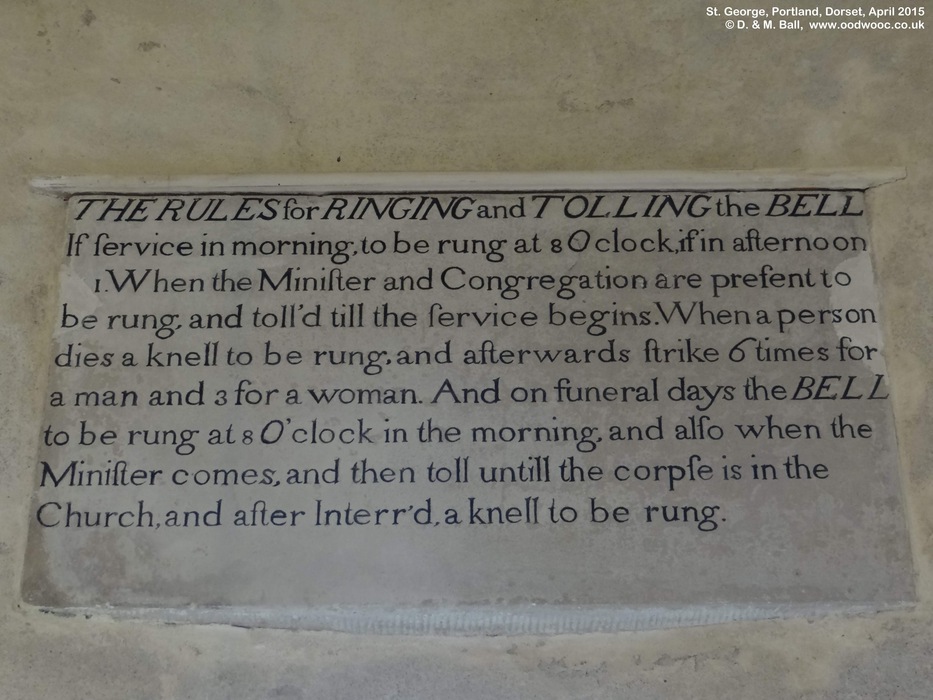 St. George, Portland, Dorset, April 2015
© D. & M. Ball, www.oodwooc.co.uk
THE RULES for RINGING and TOLLING the BELL
If ſervice in morning, to be rung at 8 O clock, if in afternoon
1. When the Miniſter and Congregation are preſent to
be rung, and toll'd till the ſervice begins. When a person
dies a knell to be rung, and afterwards ſtrike 6 times for
a man and 3 for a woman. And on funeral days the BELL
to be rung at 8 O'clock in the morning, and alſo when the
Miniſter comes, and then toll untill the corpſe is in the
Church, and after Interr'd, a knell to be rung.